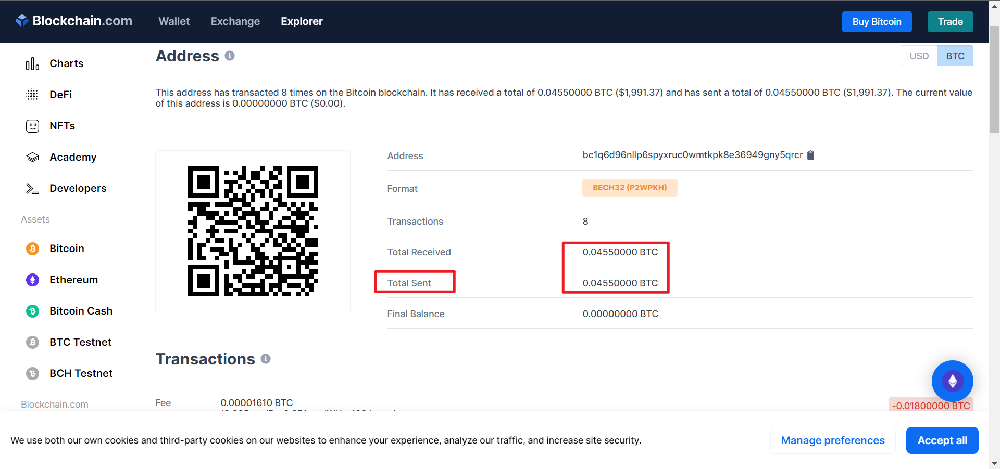 Blockchain.com
Wallet
Exchange
Explorer
Buy Bitcoin
Trade
Charts
DeFi
NFTs
Academy
Developers
Assets
Bitcoin
Ethereum
Bitcoin Cash
BTC Testnet
BCH Testnet
Blockchain.com
Address
USD
BTC
This address has transacted 8 times on the Bitcoin blockchain. It has received a total of 0.04550000 BTC ($1,991.37) and has sent a total of 0.04550000 BTC ($1,991.37). The current value
of this address is 0.00000000 BTC ($0.00).
Address
bc1q6d96nllp6spyxruc0wmtkpk8e36949gny5qrcr
Format
BECH32 (P2WPKH)
Transactions
8
Total Received
0.04550000 BTC
Total Sent
0.04550000 BTC
Final Balance
0.00000000 BTC
Transactions
Fee
0.00001610 BTC
-0.01800000 BTC
We use both our own cookies and third-party cookies on our websites to enhance your experience, analyze our traffic, and increase site security.
Manage preferences
Accept all